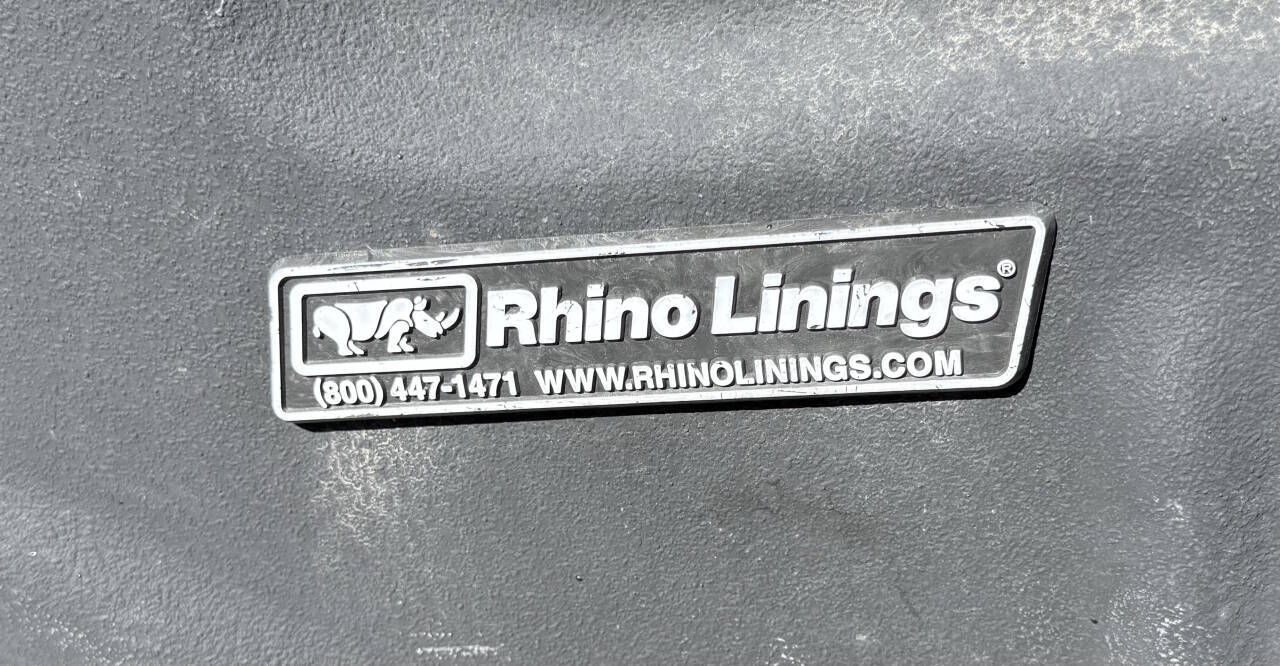 Rhino Linings®
(800) 447-1471 WWW.RHINOLININGS.COM